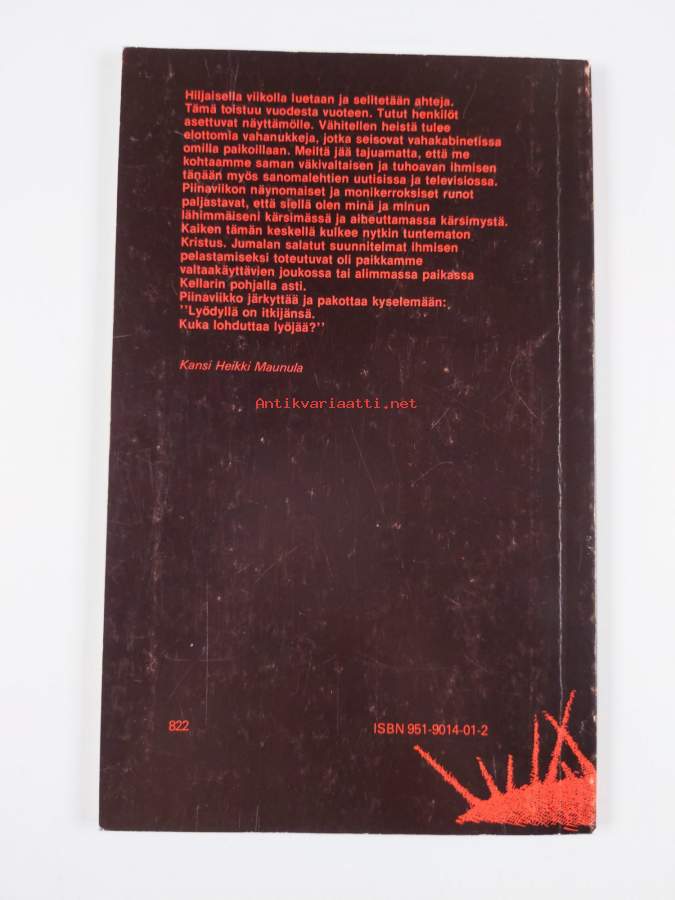 Hiljaisella viikolla luetaan ja selitetään ahteja.
Tämä toistuu vuodesta vuoteen. Tutut henkilöt
asettuvat näyttämölle. Vähitellen heistä tulee
elottomia vahanukkeja, jotka seisovat vahakabinetissa
omilla paikoillaan. Meiltä jää tajuamatta, että me
kohtaamme saman väkivaltaisen ja tuhoavan ihmisen
tänään myös sanomalehtien uutisissa ja televisiossa.
Piinaviikon näynomaiset ja monikerroksiset runot
paljastavat, että siellä olen minä ja minun
lähimmäiseni kärsimässä ja aiheuttamassa kärsimystä.
Kaiken tämän keskellä kulkee nytkin tuntematon
Kristus. Jumalan salatut suunnitelmat ihmisen
pelastamiseksi toteutuvat oli paikkamme
valtaakäyttävien joukossa tai alimmassa paikassa
Kellarin pohjalla asti.
Piinaviikko järkyttää ja pakottaa kyselemään:
''Lyödyllä on itkijänsä.
Kuka lohduttaa lyöjää?''
Kansi Heikki Maunula
Antikvariaatti.net
822
ISBN 951-9014-01-2